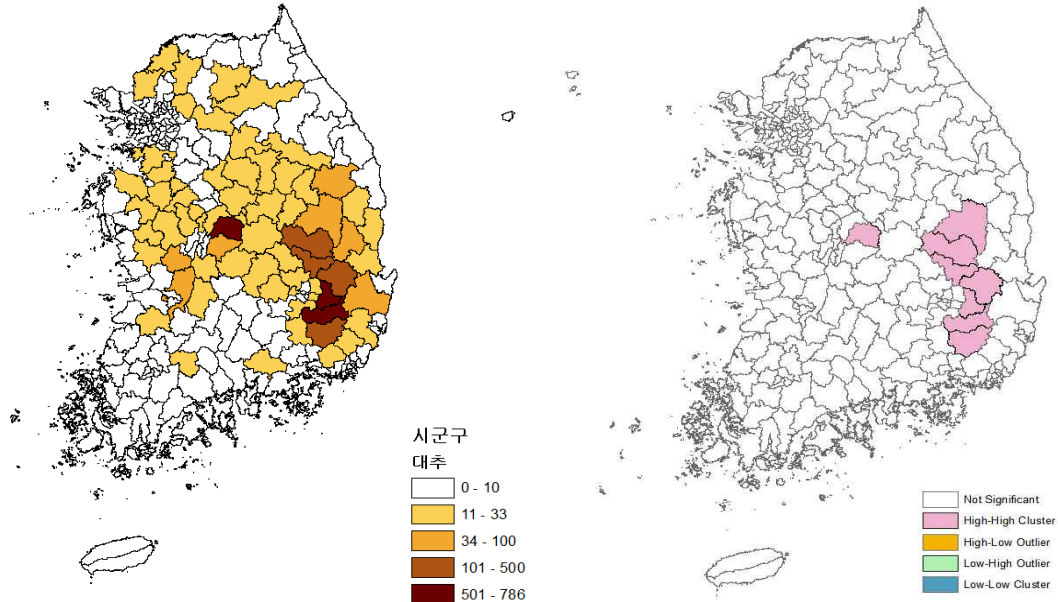 시군구
대추
0 - 10
11 - 33
34 - 100
101 - 500
501 - 786
Not Significant
High-High Cluster
High-Low Outlier
Low-High Outlier
Low-Low Cluster